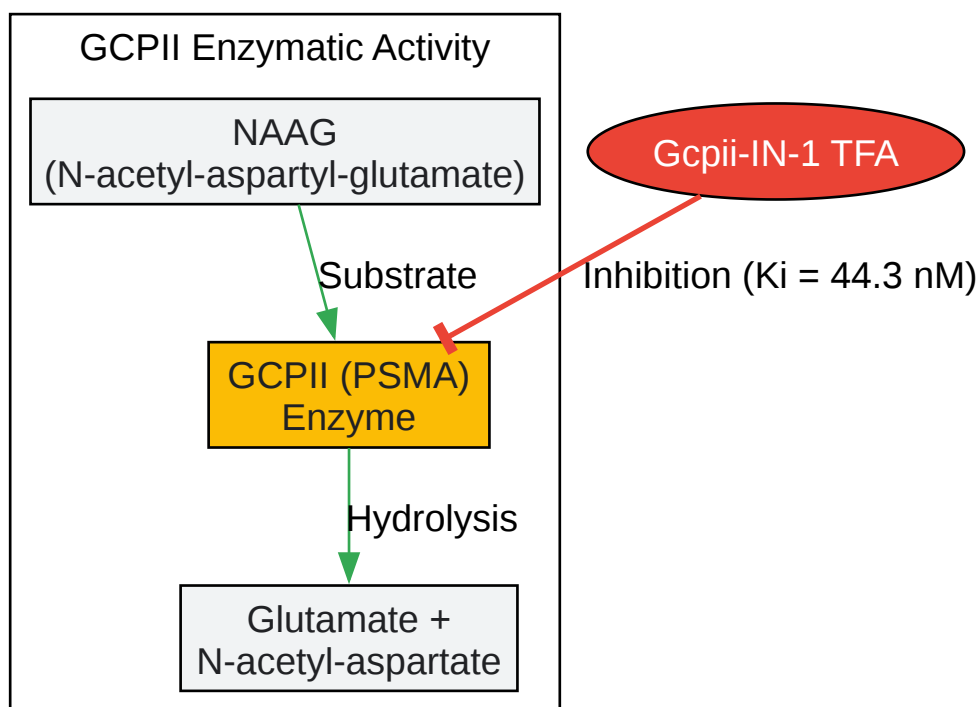 GCPII Enzymatic Activity
NAAG
(N-acetyl-aspartyl-glutamate)
Gcpii-IN-1 TFA
Substrate
Inhibition (Ki = 44.3 nM)
GCPII (PSMA)
Enzyme
Hydrolysis
Glutamate +
N-acetyl-aspartate